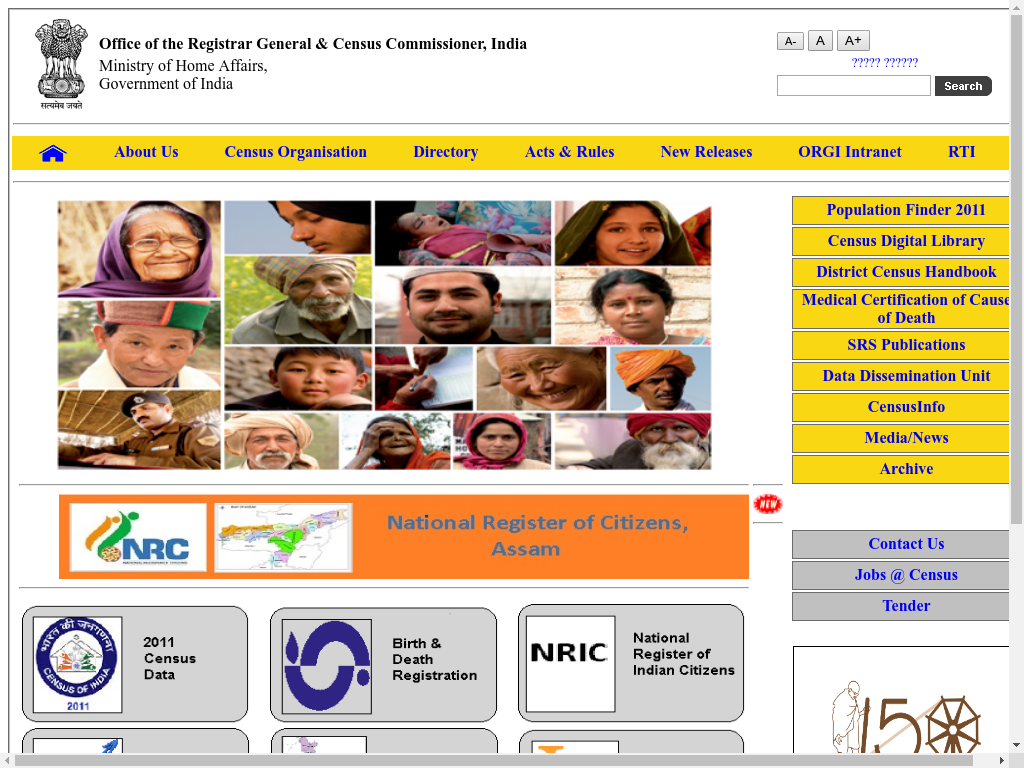 Office of the Registrar General & Census Commissioner, India
Ministry of Home Affairs,
Government of India
सत्यमेव जयते
A- A A+
????? ??????
Search
About Us Census Organisation Directory Acts & Rules New Releases ORGI Intranet RTI
Population Finder 2011
Census Digital Library
District Census Handbook
Medical Certification of Cause
of Death
SRS Publications
Data Dissemination Unit
CensusInfo
Media/News
Archive
NEW
NRC
National Register of Citizens,
Assam
Contact Us
Jobs @ Census
Tender
भारत की जनगणना
CENSUS OF INDIA
2011
2011
Census
Data
Birth &
Death
Registration
NRIC
National
Register of
Indian Citizens
150